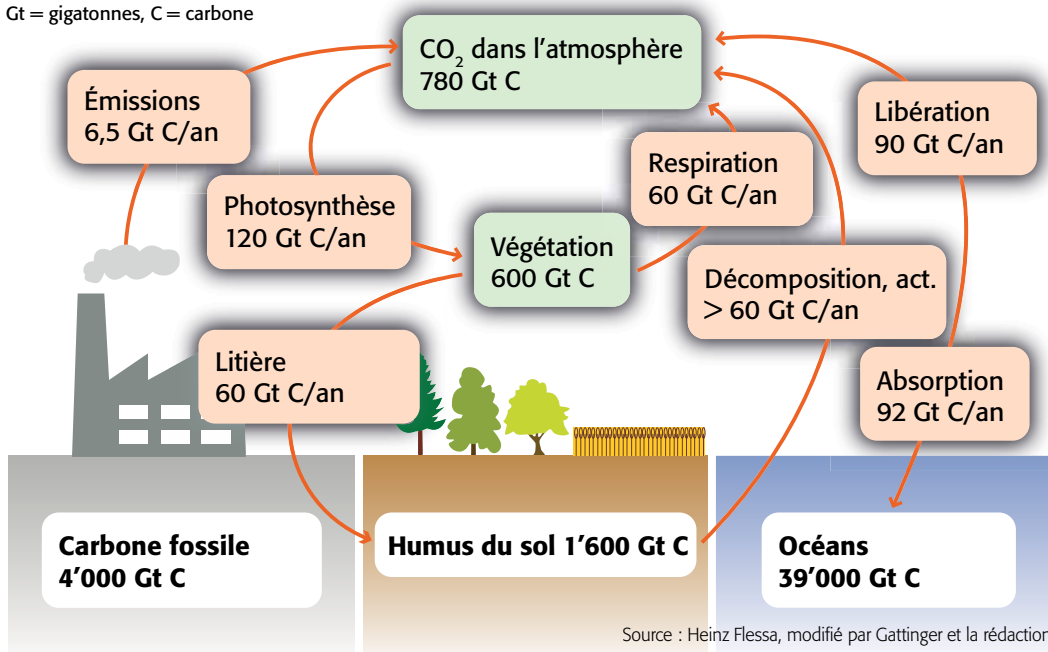 Gt = gigatonnes, C = carbone
CO₂ dans l’atmosphère
780 Gt C
Émissions
6,5 Gt C/an
Libération
90 Gt C/an
Respiration
60 Gt C/an
Photosynthèse
120 Gt C/an
Végétation
600 Gt C
Décomposition, act.
> 60 Gt C/an
Litière
60 Gt C/an
Absorption
92 Gt C/an
Carbone fossile
4’000 Gt C
Humus du sol 1’600 Gt C
Océans
39’000 Gt C
Source : Heinz Flessa, modifié par Gattinger et la rédaction